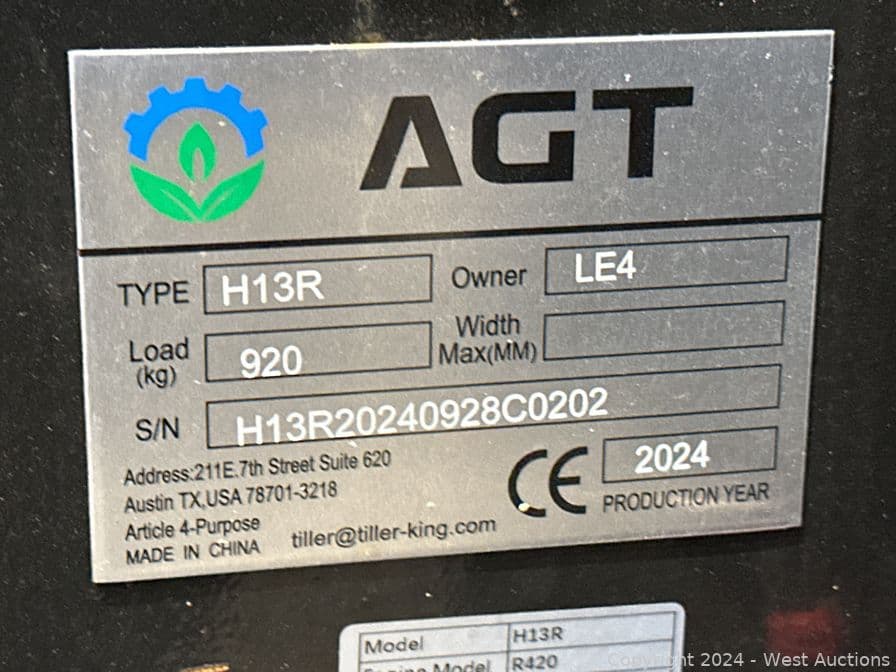 AGT
TYPE H13R Owner LE4
Load (kg) 920 Width Max(MM)
S/N H13R20240928C0202
Address:211E.7th Street Suite 620
Austin TX,USA 78701-3218
Article 4-Purpose
MADE IN CHINA
tiller@tiller-king.com
CE 2024
PRODUCTION YEAR
Model H13R
Engine Model R420
Copyright 2024 - West Auctions